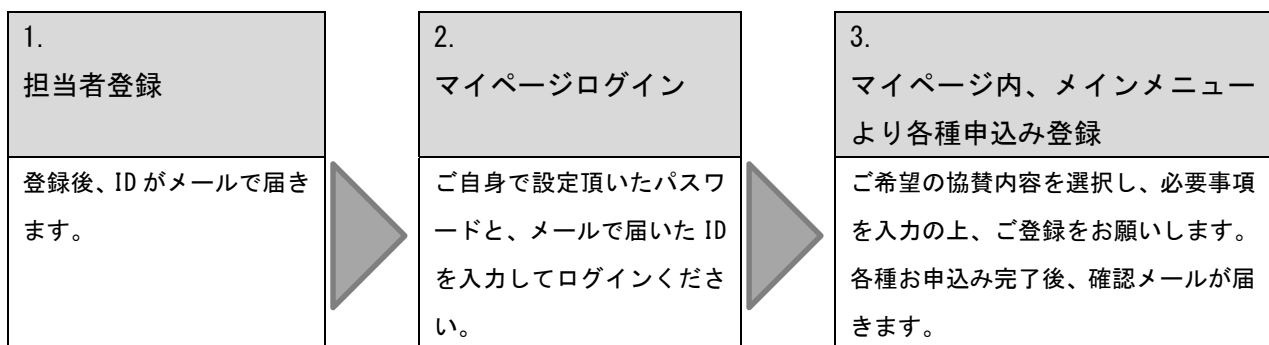 1.
担当者登録
登録後、IDがメールで届き
ます。
2.
マイページログイン
ご自身で設定頂いたパスワ
ードと、メールで届いた ID
を入力してログインくださ
い。
3.
マイページ内、メインメニュー
より各種申込み登録
ご希望の協賛内容を選択し、必要事項
を入力の上、ご登録をお願いします。
各種お申込み完了後、確認メールが届
きます。